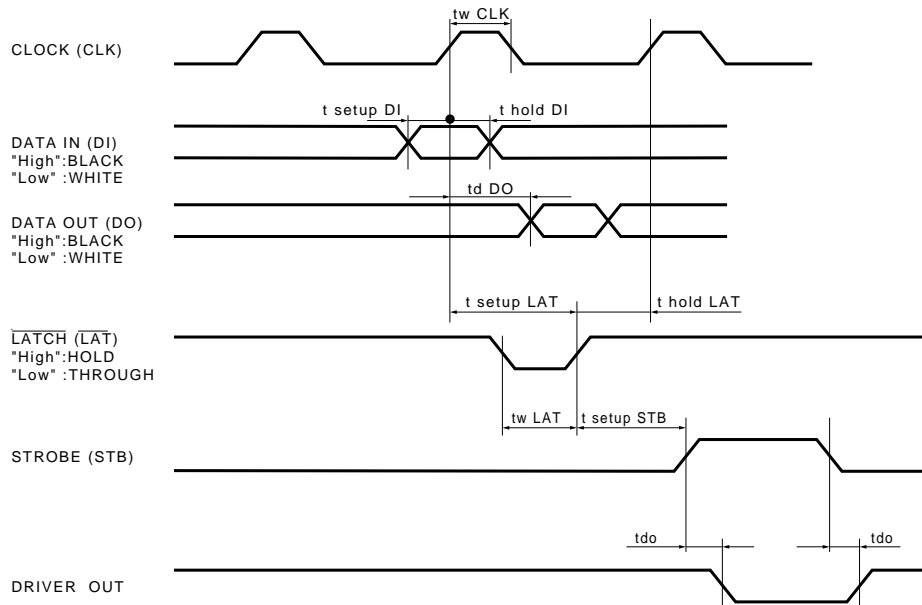 tw CLK
CLOCK (CLK)
t setup DI
t hold DI
DATA IN (DI)
"High":BLACK
"Low" :WHITE
td DO
DATA OUT (DO)
"High":BLACK
"Low" :WHITE
t setup LAT
t hold LAT
LATCH (LAT)
"High":HOLD
"Low" :THROUGH
tw LAT
t setup STB
STROBE (STB)
tdo
tdo
DRIVER OUT